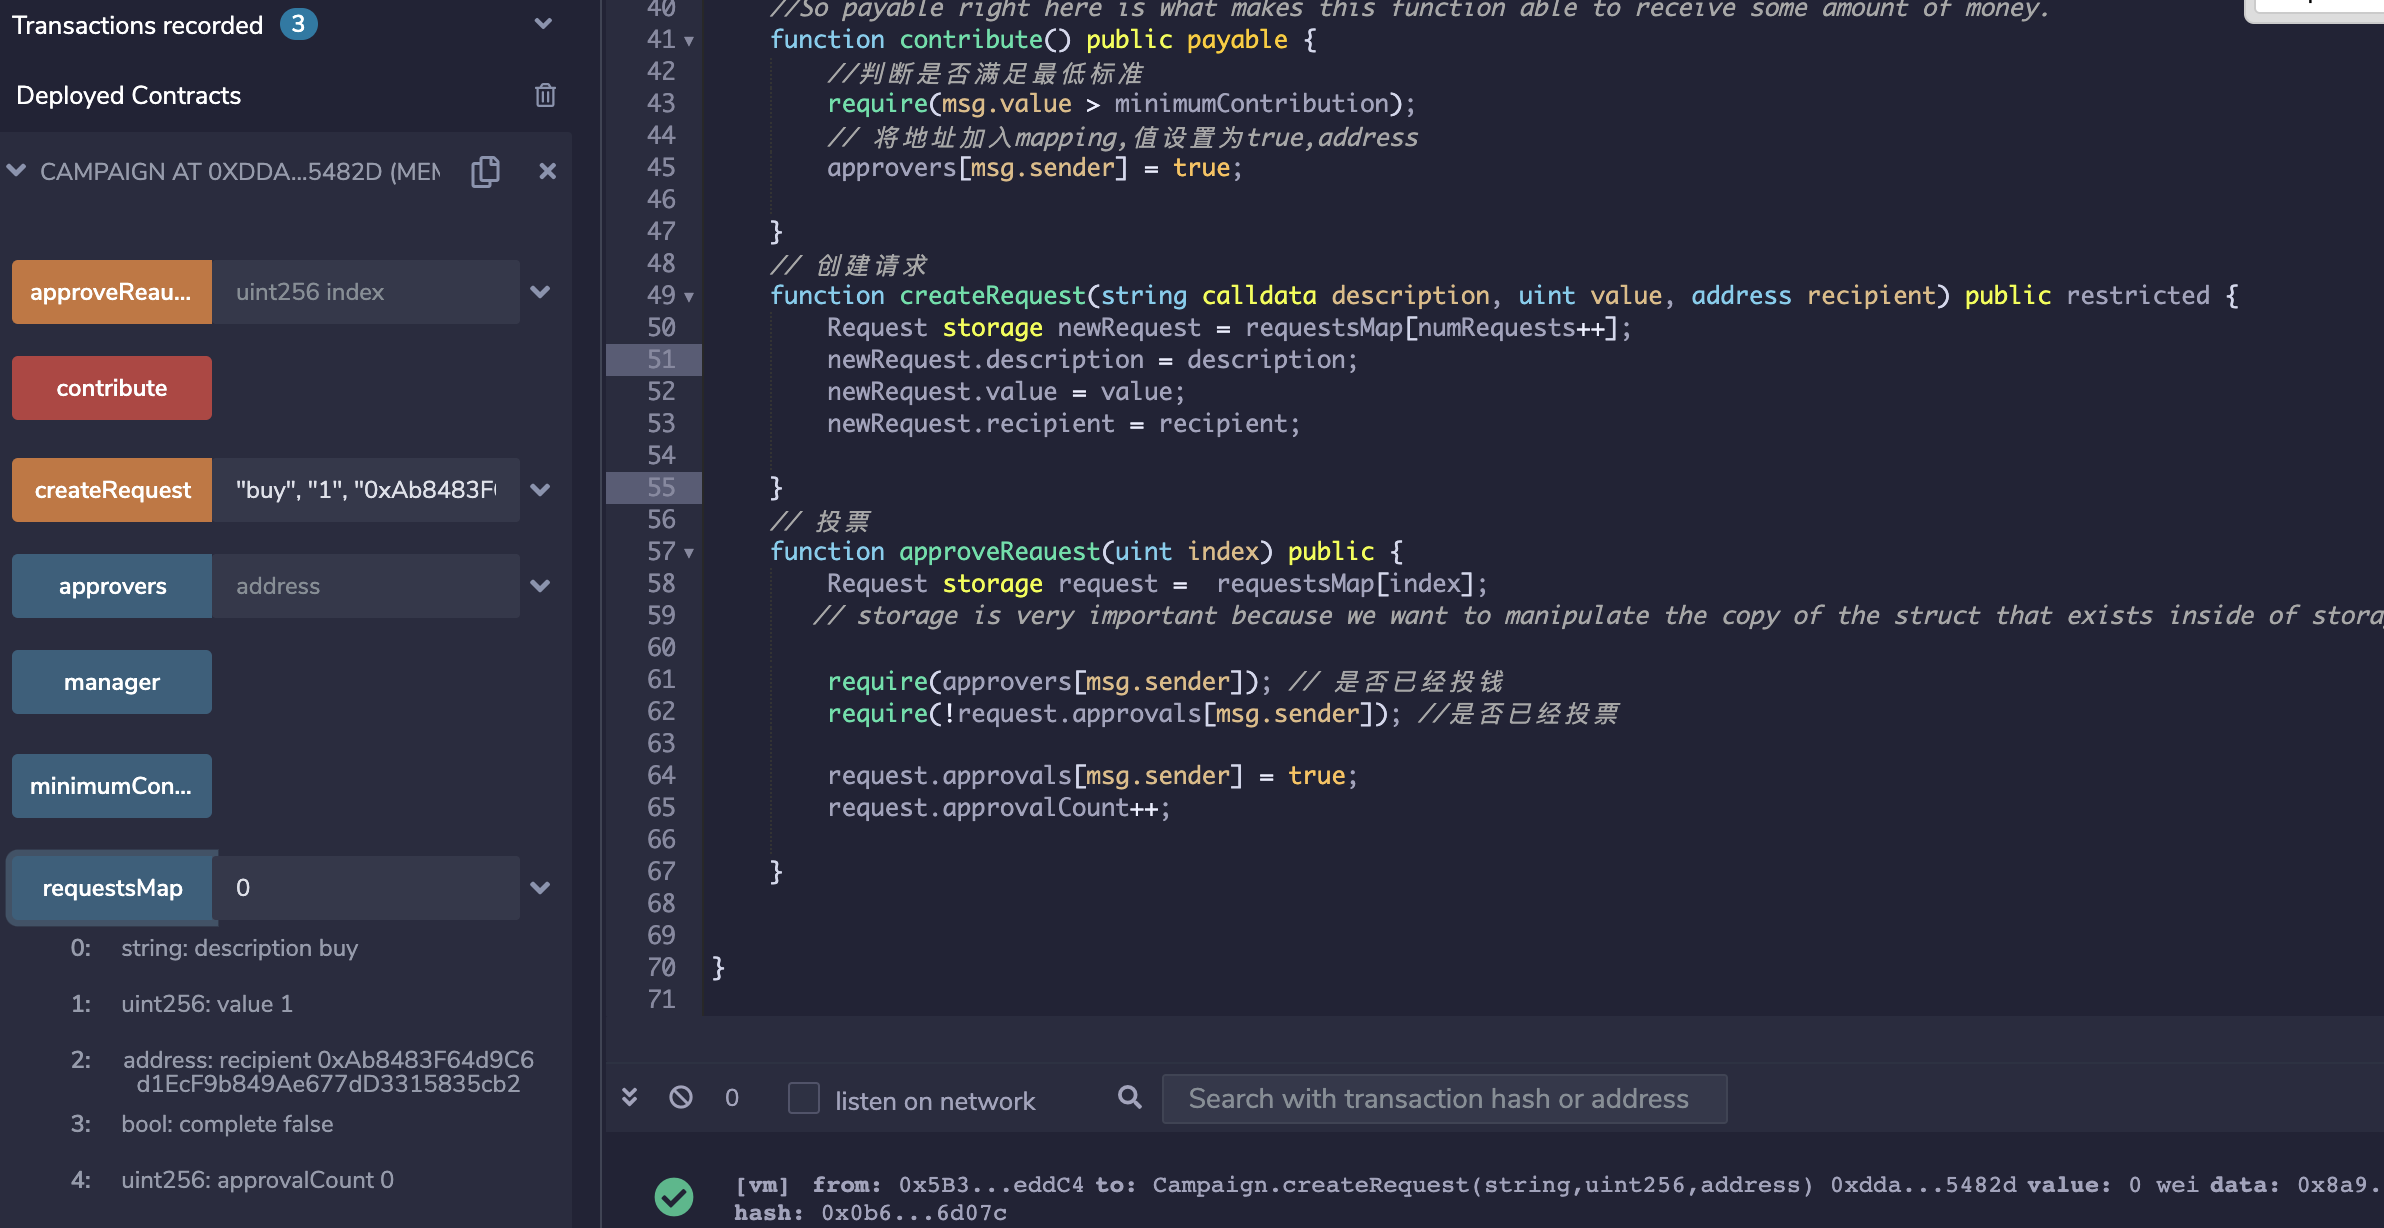 Transactions recorded 3
Deployed Contracts
CAMPAIGN AT 0XDDA...5482D (MEM
approveReau...
uint256 index
contribute
createRequest
"buy", "1", "0xAb8483F
approvers
address
manager
minimumCon...
requestsMap
0
0: string: description buy
1: uint256: value 1
2: address: recipient 0xAb8483F64d9C6
d1EcF9b849Ae677dD3315835cb2
3: bool: complete false
4: uint256: approvalCount 0
40 //So payable right here is what makes this function able to receive some amount of money.
41 function contribute() public payable {
42 //判断是否满足最低标准
43 require(msg.value > minimumContribution);
44 // 将地址加入mapping,值设置为true,address
45 approvers[msg.sender] = true;
46
47 }
48 // 创建请求
49 function createRequest(string calldata description, uint value, address recipient) public restricted {
50 Request storage newRequest = requestsMap[numRequests++];
51 newRequest.description = description;
52 newRequest.value = value;
53 newRequest.recipient = recipient;
54
55 }
56 // 投票
57 function approveReauest(uint index) public {
58 Request storage request =  requestsMap[index];
59 // storage is very important because we want to manipulate the copy of the struct that exists inside of stora
60
61 require(approvers[msg.sender]); // 是否已经投钱
62 require(!request.approvals[msg.sender]); //是否已经投票
63
64 request.approvals[msg.sender] = true;
65 request.approvalCount++;
66
67 }
68
69
70 }
71
0 listen on network Search with transaction hash or address
[vm] from: 0x5B3...eddC4 to: Campaign.createRequest(string,uint256,address) 0xdda...5482d value: 0 wei data: 0x8a9.
hash: 0x0b6...6d07c